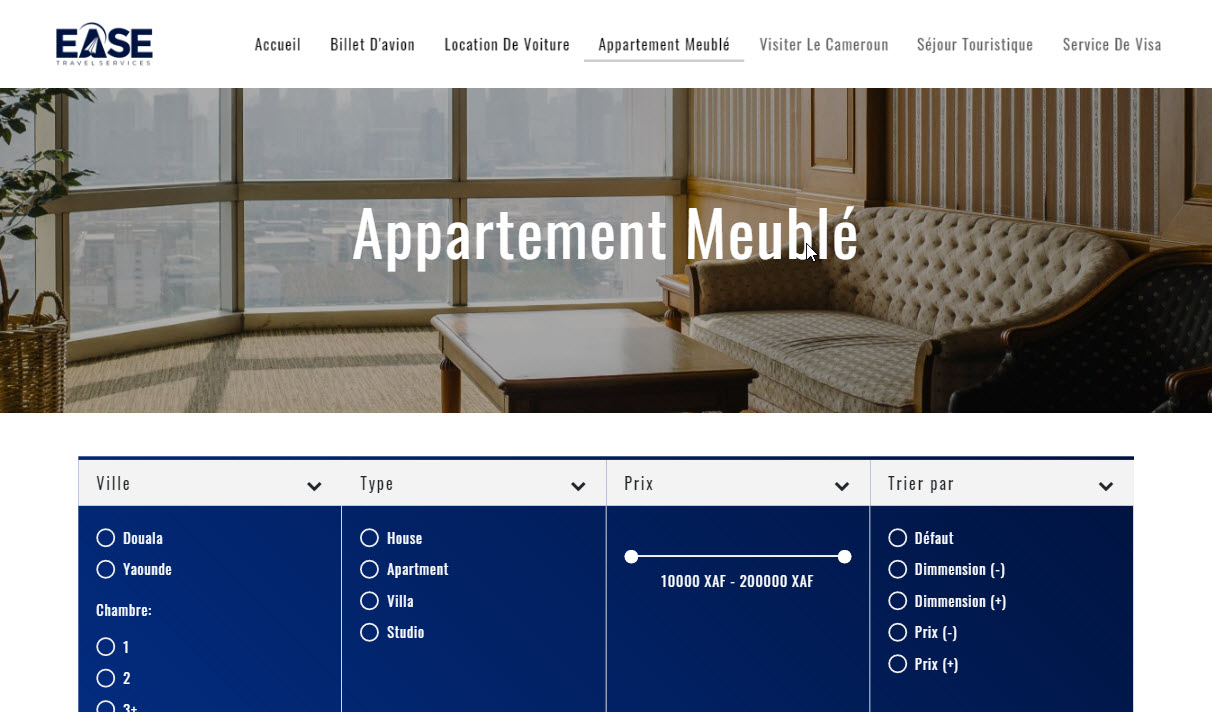 EASE
TRAVEL SERVICES
Accueil Billet D'avion Location De Voiture Appartement Meublé Visiter Le Cameroun Séjour Touristique Service De Visa
Appartement Meublé
Ville Type Prix Trier par
Douala
Yaounde
Chambre:
1
2
3+
House
Apartment
Villa
Studio
10000 XAF - 200000 XAF
Défaut
Dimmension (-)
Dimmension (+)
Prix (-)
Prix (+)